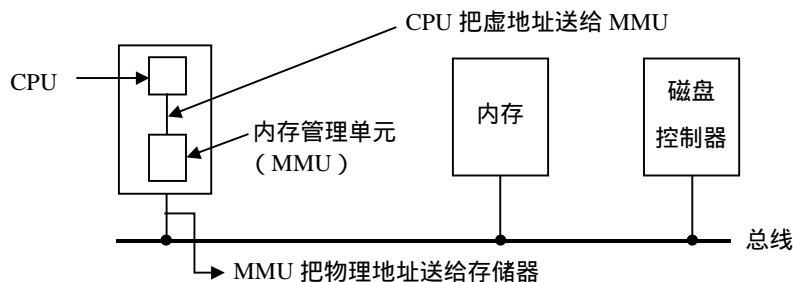 CPU 把虚地址送给 MMU
CPU
内存管理单元
（MMU）
内存
磁盘
控制器
总线
MMU 把物理地址送给存储器